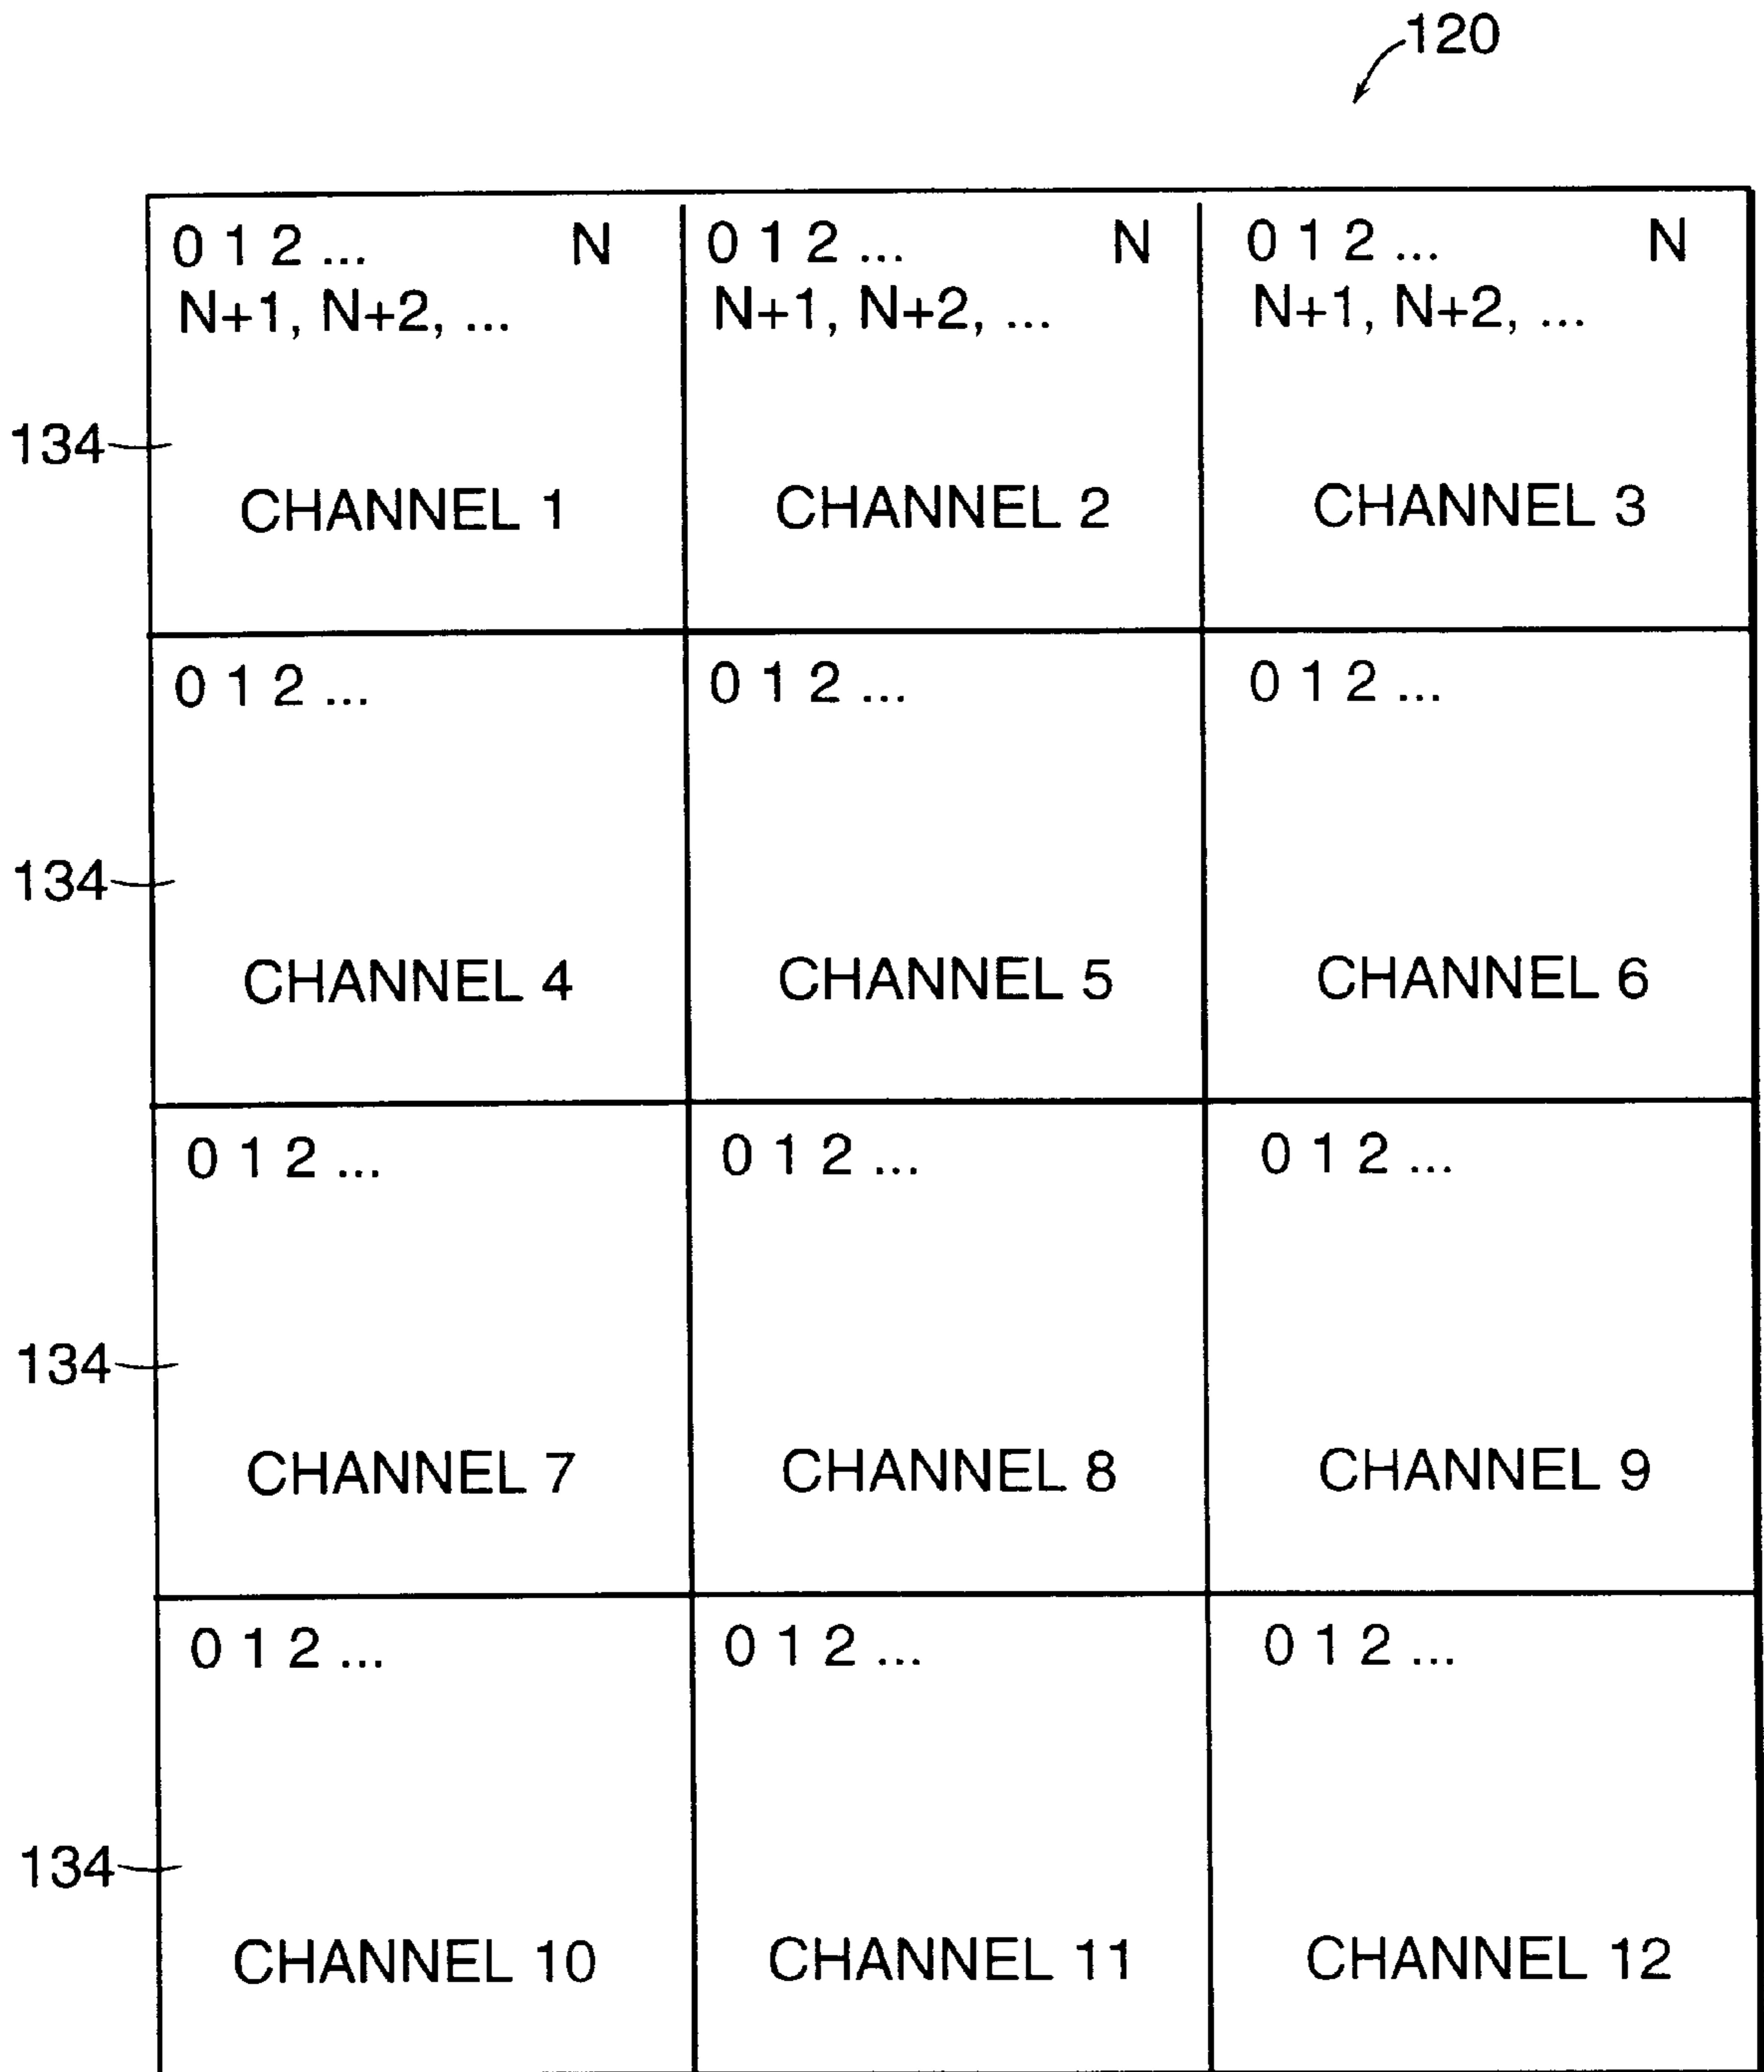 120
0 1 2 ... N 0 1 2 ... N 0 1 2 ... N
N+1, N+2, ... N+1, N+2, ... N+1, N+2, ...
134
CHANNEL 1 CHANNEL 2 CHANNEL 3
0 1 2 ... 0 1 2 ... 0 1 2 ...
134
CHANNEL 4 CHANNEL 5 CHANNEL 6
0 1 2 ... 0 1 2 ... 0 1 2 ...
134
CHANNEL 7 CHANNEL 8 CHANNEL 9
0 1 2 ... 0 1 2 ... 0 1 2 ...
134
CHANNEL 10 CHANNEL 11 CHANNEL 12